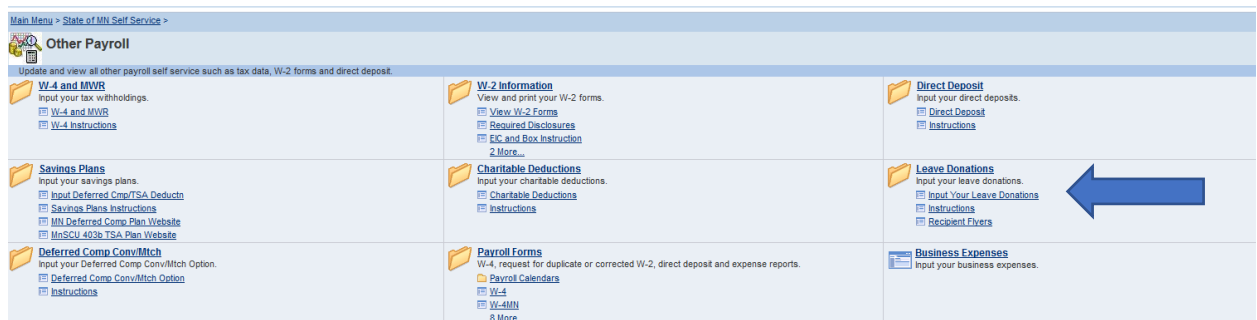 Main Menu > State of MN Self Service >
Other Payroll
Update and view all other payroll self service such as tax data, W-2 forms and direct deposit.
W-4 and MWR
Input your tax withholdings.
W-4 and MWR
W-4 Instructions
W-2 Information
View and print your W-2 forms.
View W-2 Forms
Required Disclosures
EIC and Box Instruction
2 More...
Direct Deposit
Input your direct deposits.
Direct Deposit
Instructions
Savings Plans
Input your savings plans.
Input Deferred Cmp/TSA Deductn
Savings Plans Instructions
MN Deferred Comp Plan Website
MnSCU 403b TSA Plan Website
Charitable Deductions
Input your charitable deductions.
Charitable Deductions
Instructions
Leave Donations
Input your leave donations.
Input Your Leave Donations
Instructions
Recipient Flyers
Deferred Comp Conv/Mtch
Input your Deferred Comp Conv/Mtch Option.
Deferred Comp Conv/Mtch Option
Instructions
Payroll Forms
W-4, request for duplicate or corrected W-2, direct deposit and expense reports.
Payroll Calendars
W-4
W-4MN
8 More...
Business Expenses
Input your business expenses.